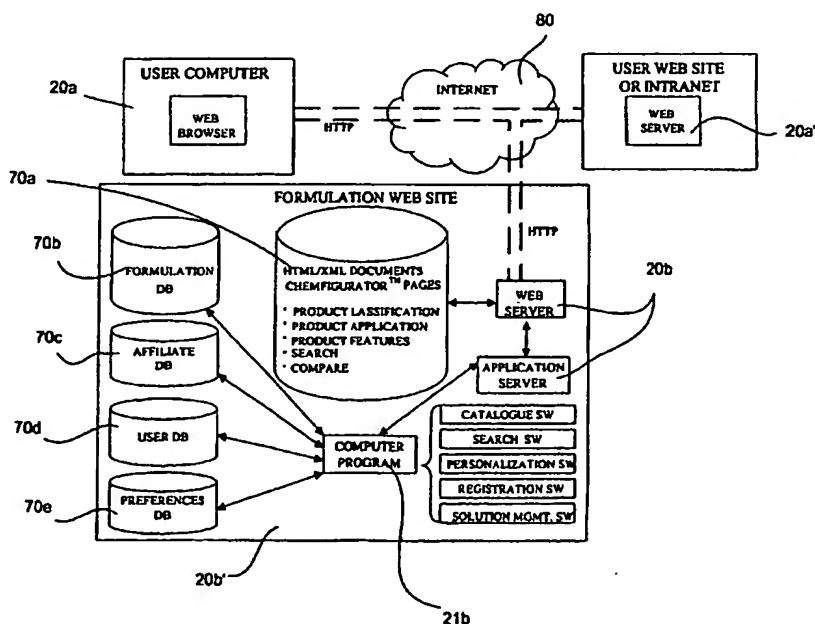 80
USER COMPUTER
20a
WEB
BROWSER
HTTP
INTERNET
USER WEB SITE
OR INTRANET
WEB
SERVER
20a'
70a
FORMULATION WEB SITE
HTTP
70b
FORMULATION
DB
HTML/XML DOCUMENTS
CHEMFIGURATOR™ PAGES
* PRODUCT LASSIFICATION
* PRODUCT APPLICATION
* PRODUCT FEATURES
* SEARCH
* COMPARE
20b
WEB
SERVER
70c
AFFILIATE
DB
APPLICATION
SERVER
70d
USER DB
COMPUTER
PROGRAM
CATALOGUE SW
SEARCH SW
PERSONALIZATION SW
REGISTRATION SW
SOLUTION MGMT. SW
70e
PREFERENCES
DB
20b'
21b